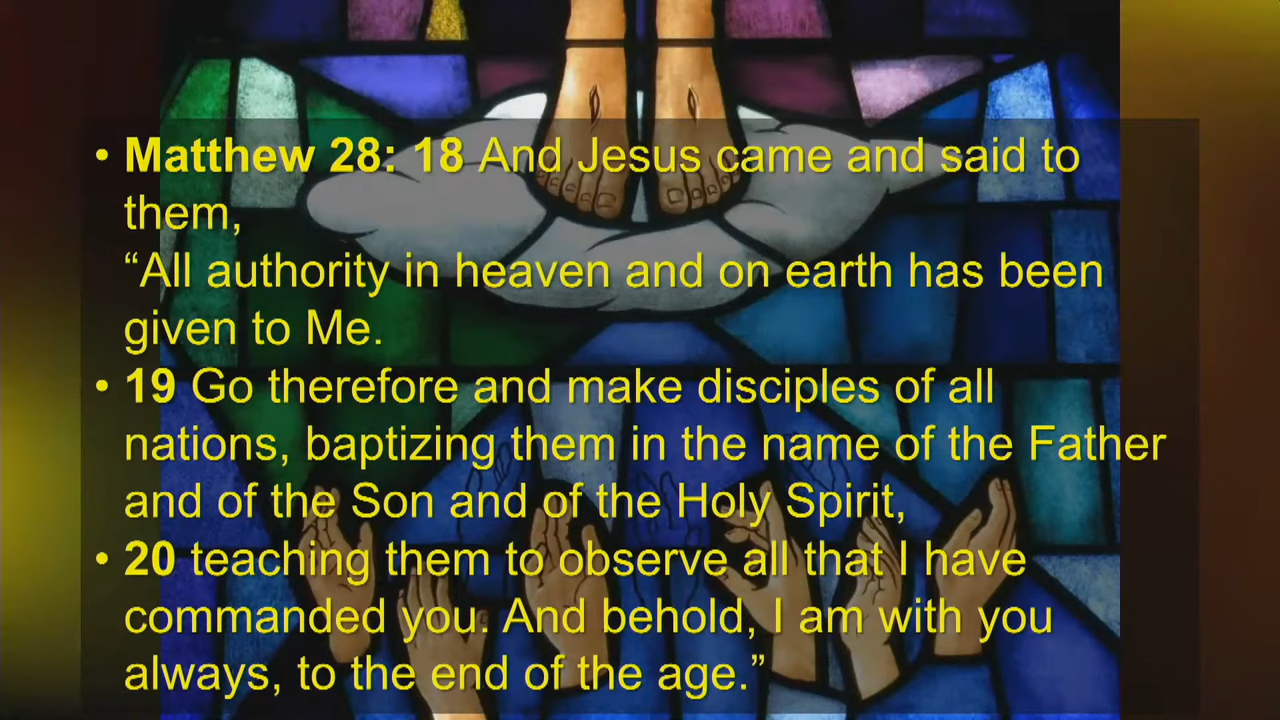 • Matthew 28: 18 And Jesus came and said to
them,
“All authority in heaven and on earth has been
given to Me.
• 19 Go therefore and make disciples of all
nations, baptizing them in the name of the Father
and of the Son and of the Holy Spirit,
• 20 teaching them to observe all that I have
commanded you. And behold, I am with you
always, to the end of the age.”